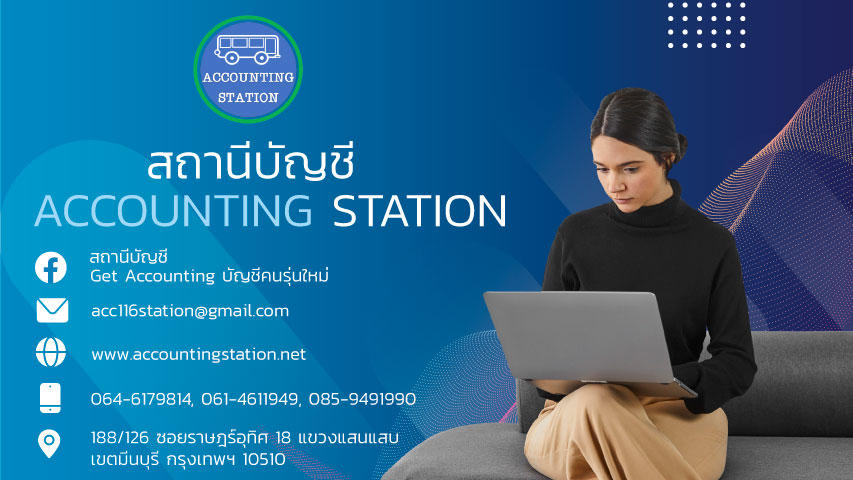 ACCOUNTING
STATION
สถานีบัญชี
ACCOUNTING STATION
สถานีบัญชี
Get Accounting บัญชีคนรุ่นใหม่
acc116station@gmail.com
www.accountingstation.net
064-6179814, 061-4611949, 085-9491990
188/126 ซอยราษฎร์อุทิศ 18 แขวงแสนแสบ
เขตมีนบุรี กรุงเทพฯ 10510